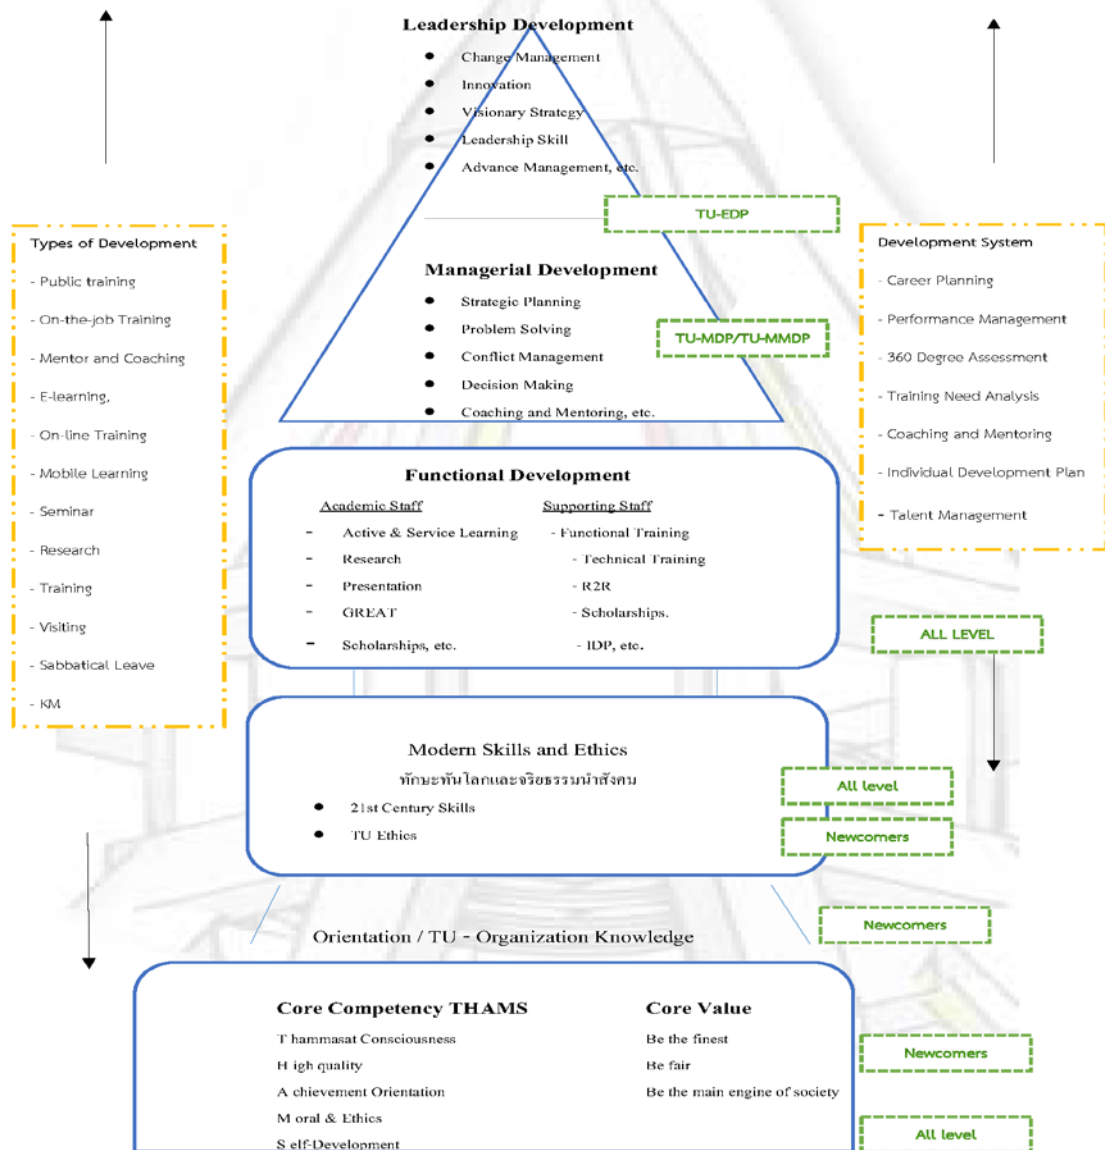 Leadership Development
● Change Management
● Innovation
● Visionary Strategy
● Leadership Skill
● Advance Management, etc.
TU-EDP
Managerial Development
● Strategic Planning
● Problem Solving
● Conflict Management
● Decision Making
● Coaching and Mentoring, etc.
TU-MDP/TU-MMDP
Types of Development
- Public training
- On-the-job Training
- Mentor and Coaching
- E-learning,
- On-line Training
- Mobile Learning
- Seminar
- Research
- Training
- Visiting
- Sabbatical Leave
- KM
Development System
- Career Planning
- Performance Management
- 360 Degree Assessment
- Training Need Analysis
- Coaching and Mentoring
- Individual Development Plan
- Talent Management
Functional Development
Academic Staff
- Active & Service Learning
- Research
- Presentation
- GREAT
- Scholarships, etc.
Supporting Staff
- Functional Training
- Technical Training
- R2R
- Scholarships.
- IDP, etc.
ALL LEVEL
Modern Skills and Ethics
ทักษะทันโลกและจริยธรรมนำสังคม
● 21st Century Skills
● TU Ethics
All level
Newcomers
Orientation / TU - Organization Knowledge
Newcomers
Core Competency THAMS
T hammasat Consciousness
H igh quality
A chievement Orientation
M oral & Ethics
S elf-Development
Core Value
Be the finest
Be fair
Be the main engine of society
Newcomers
All level